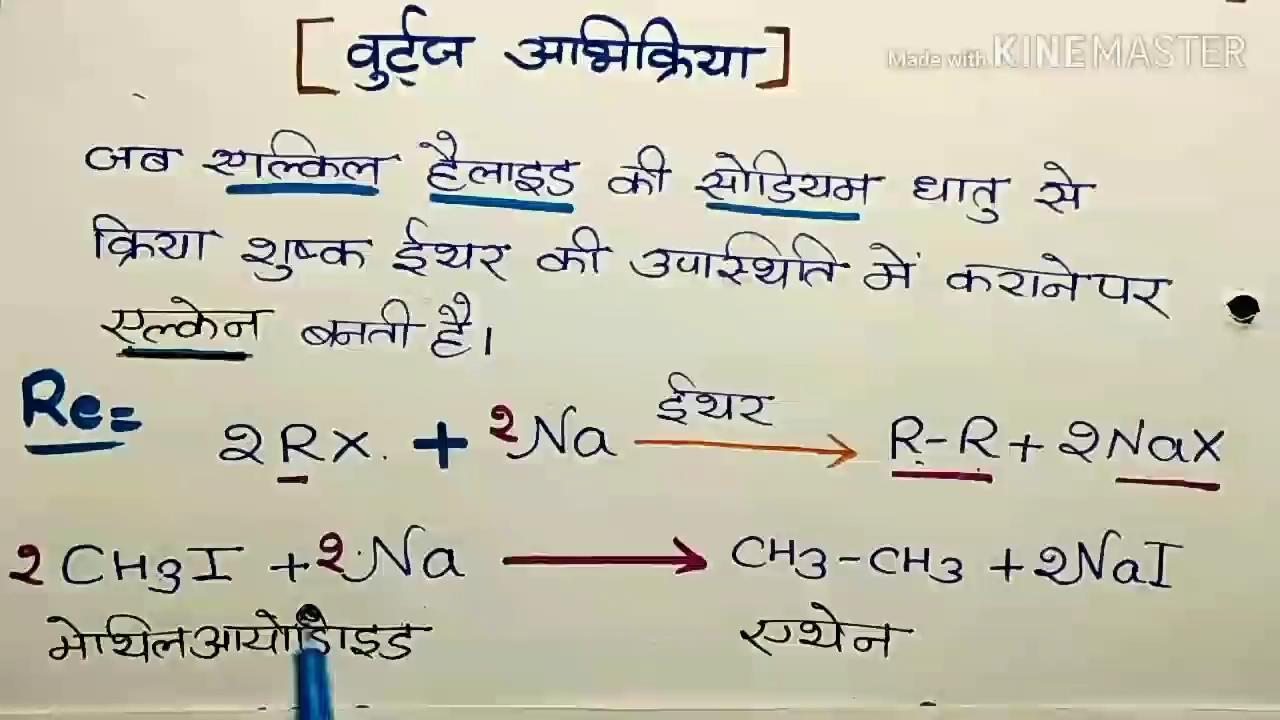 [वुर्ट्ज अभिक्रिया]
Made with KINEMASTER
जब एल्किल हैलाइड की सोडियम धातु से
क्रिया शुष्क ईथर की उपास्थिति में कराने पर
एल्केन बनती है।
Re=
ईथर
2RX + 2Na → R-R + 2NaX
2CH3I + 2Na → CH3-CH3 + 2NaI
मेथिलआयोडाइड एथेन